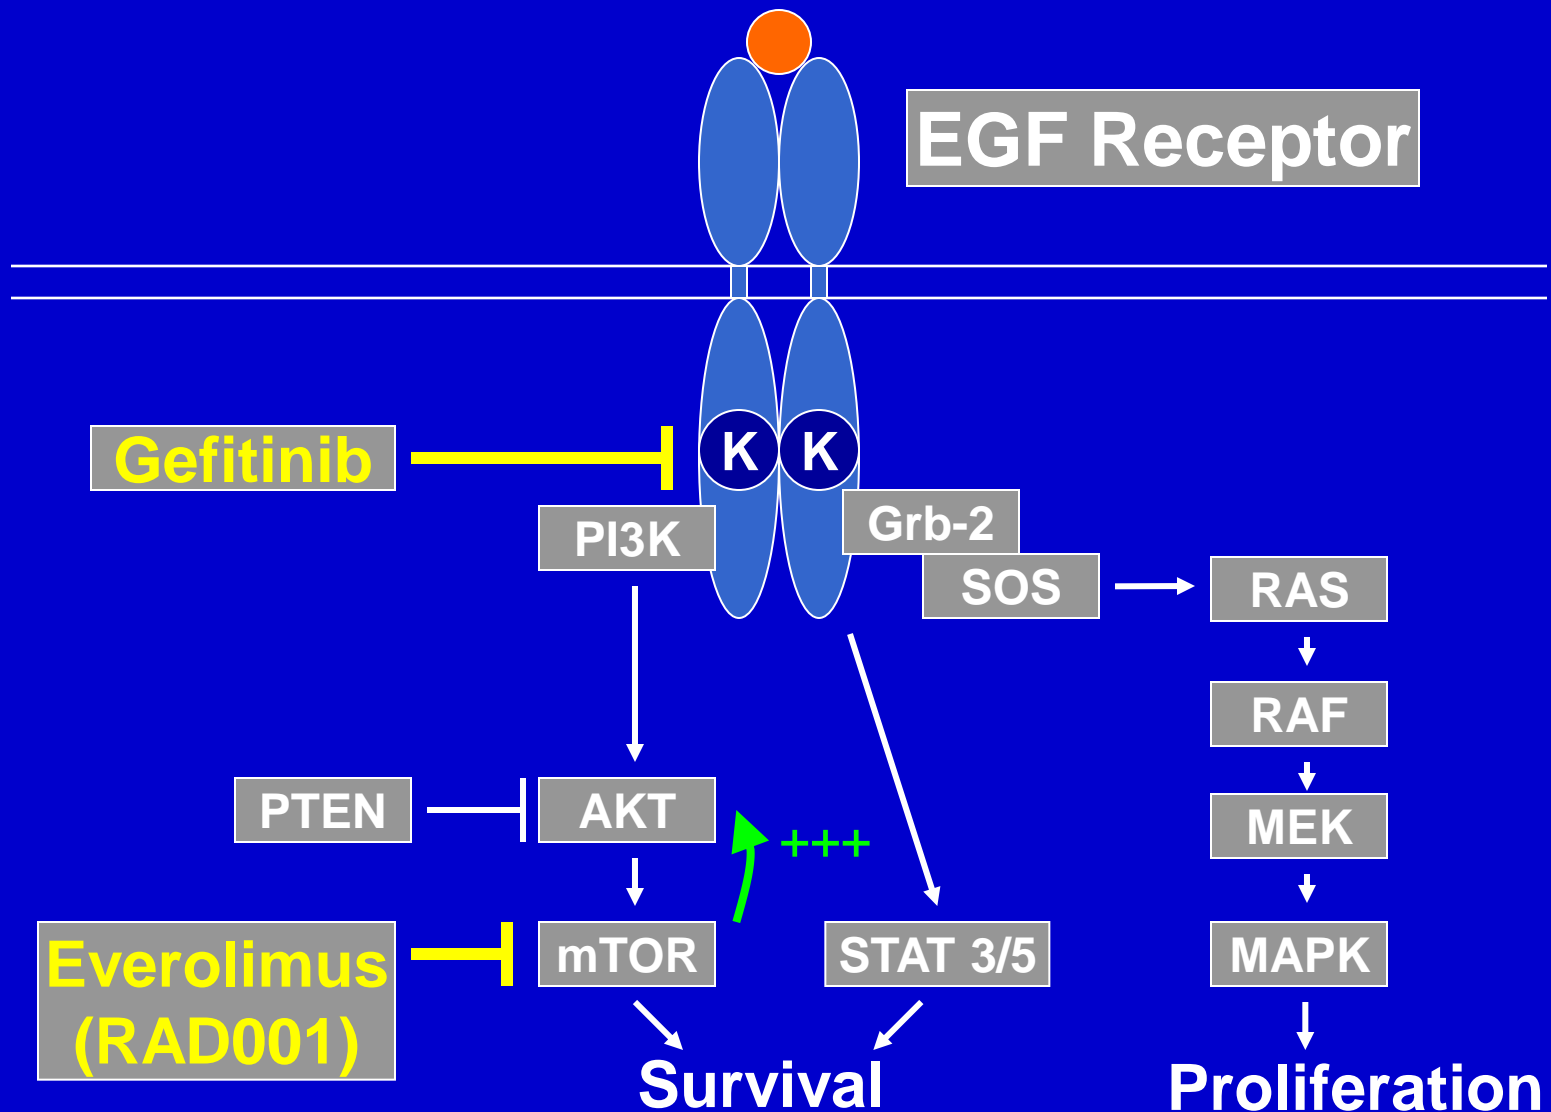 EGF Receptor
Gefitinib
K K
PI3K
Grb-2
SOS
RAS
RAF
PTEN
AKT
+++
MEK
Everolimus
(RAD001)
mTOR
STAT 3/5
MAPK
Survival
Proliferation